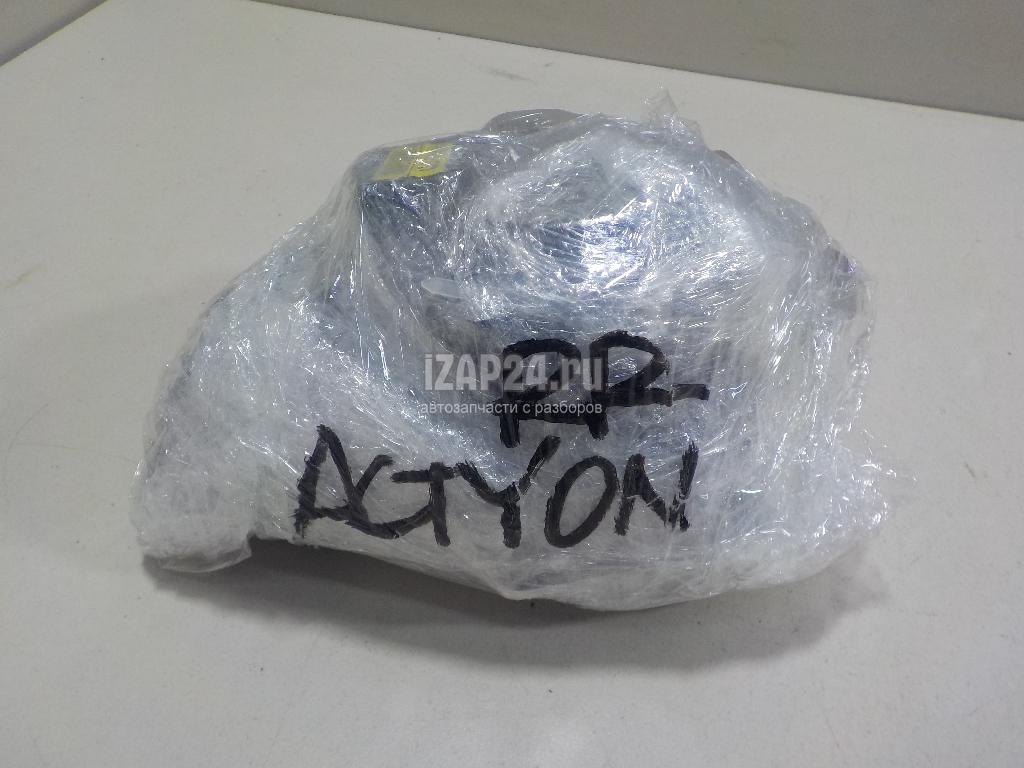 iZAP24.ru
автозапчасти с разборов
RR
ACTYON